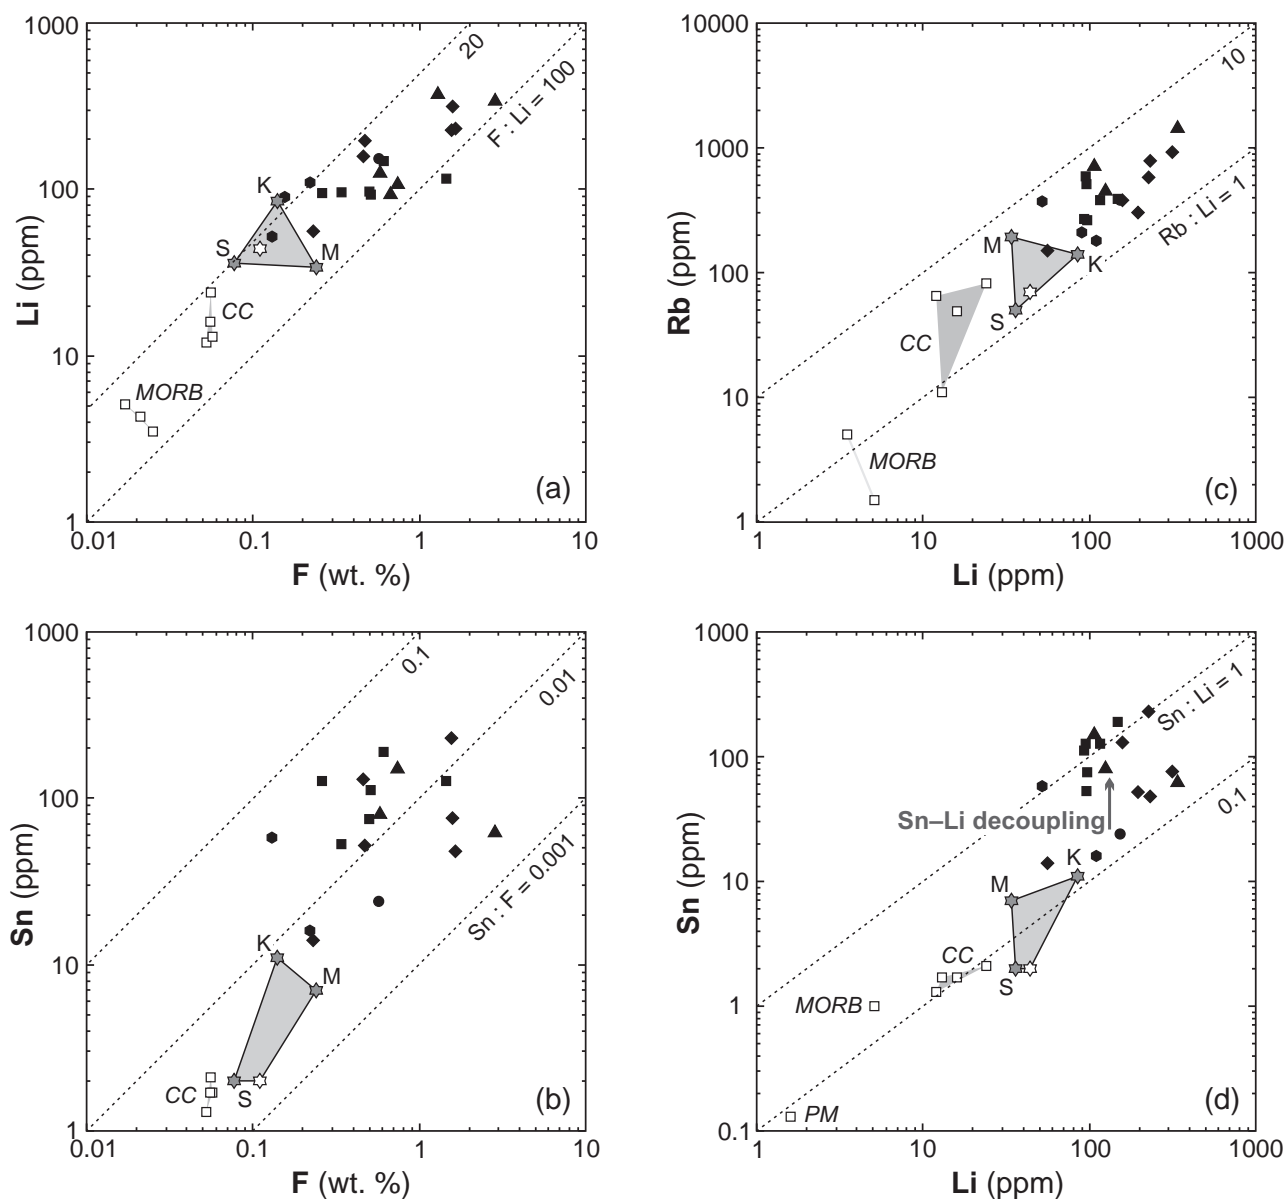 1000
100
10
1
Li (ppm)
20
F : Li = 100
K
S
M
CC
MORB
(a)
0.01
0.1
1
10
F (wt. %)
10000
1000
100
10
1
Rb (ppm)
10
Rb : Li = 1
M
K
S
CC
MORB
(c)
1
10
100
1000
Li (ppm)
1000
100
10
1
Sn (ppm)
0.1
0.01
Sn : F = 0.001
K
M
CC
S
(b)
0.01
0.1
1
10
F (wt. %)
1000
100
10
1
0.1
Sn (ppm)
Sn : Li = 1
0.1
Sn–Li decoupling
K
M
CC
S
MORB
PM
(d)
1
10
100
1000
Li (ppm)